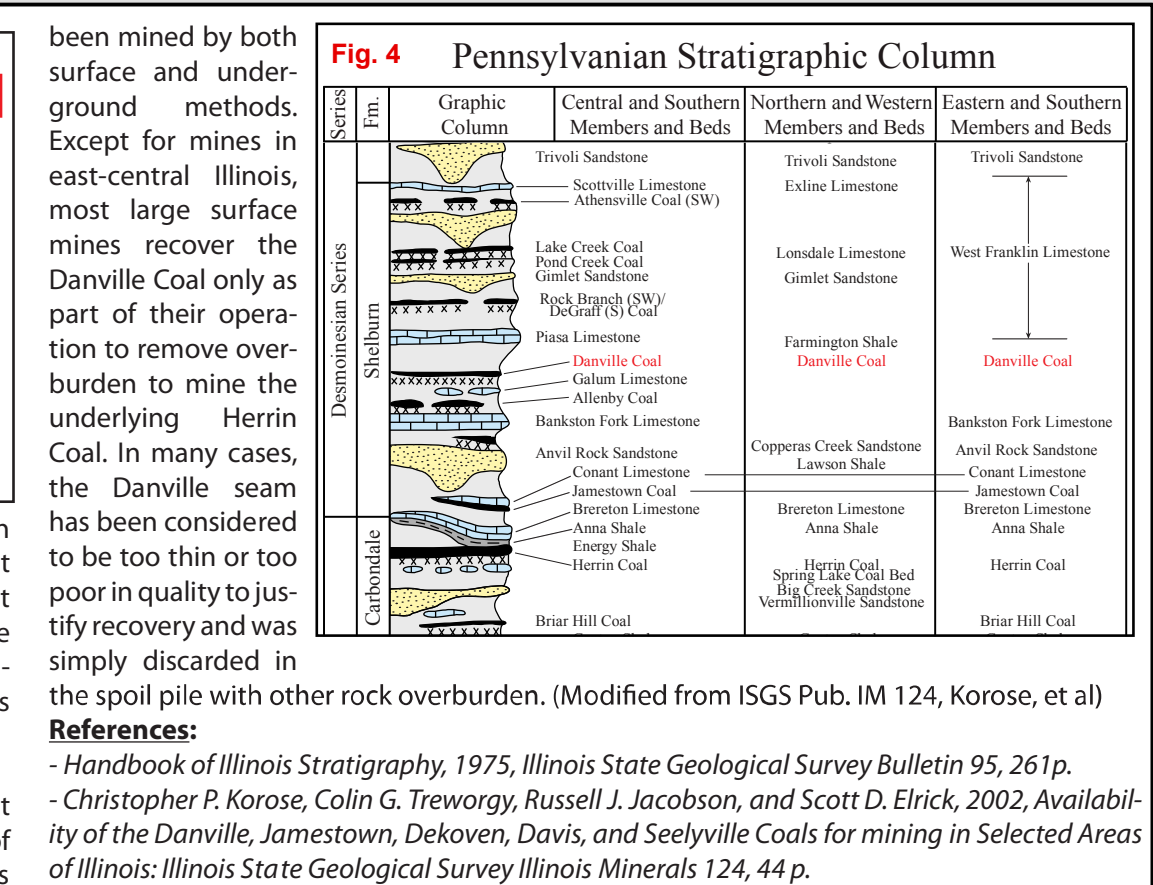 been mined by both
surface and under-
ground methods.
Except for mines in
east-central Illinois,
most large surface
mines recover the
Danville Coal only as
part of their opera-
tion to remove over-
burden to mine the
underlying Herrin
Coal. In many cases,
the Danville seam
has been considered
to be too thin or too
poor in quality to jus-
tify recovery and was
simply discarded in
the spoil pile with other rock overburden. (Modified from ISGS Pub. IM 124, Korose, et al)
References:
- Handbook of Illinois Stratigraphy, 1975, Illinois State Geological Survey Bulletin 95, 261p.
- Christopher P. Korose, Colin G. Treworgy, Russell J. Jacobson, and Scott D. Elrick, 2002, Availabil-
ity of the Danville, Jamestown, Dekoven, Davis, and Seelyville Coals for mining in Selected Areas
of Illinois: Illinois State Geological Survey Illinois Minerals 124, 44 p.
Fig. 4 Pennsylvanian Stratigraphic Column
Series
Fm.
Graphic
Column
Central and Southern
Members and Beds
Northern and Western
Members and Beds
Eastern and Southern
Members and Beds
Desmoinesian Series
Shelburn
Carbondale
Trivoli Sandstone
Scottville Limestone
Athensville Coal (SW)
Lake Creek Coal
Pond Creek Coal
Gimlet Sandstone
Rock Branch (SW)/
DeGraff (S) Coal
Piasa Limestone
Danville Coal
Galum Limestone
Allenby Coal
Bankston Fork Limestone
Anvil Rock Sandstone
Conant Limestone
Jamestown Coal
Brereton Limestone
Anna Shale
Energy Shale
Herrin Coal
Briar Hill Coal
Trivoli Sandstone
Exline Limestone
Lonsdale Limestone
Gimlet Sandstone
Farmington Shale
Danville Coal
Copperas Creek Sandstone
Lawson Shale
Brereton Limestone
Anna Shale
Herrin Coal
Spring Lake Coal Bed
Big Creek Sandstone
Vermillionville Sandstone
Trivoli Sandstone
West Franklin Limestone
Danville Coal
Bankston Fork Limestone
Anvil Rock Sandstone
Conant Limestone
Jamestown Coal
Brereton Limestone
Anna Shale
Herrin Coal
Briar Hill Coal